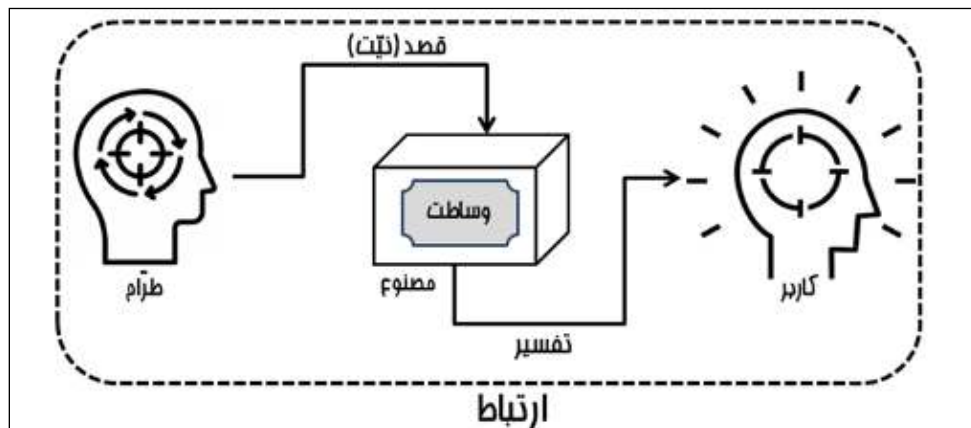 قصد (نیّت)
وساطت
طرّاح
مصنوع
کاربر
تفسیر
ارتباط